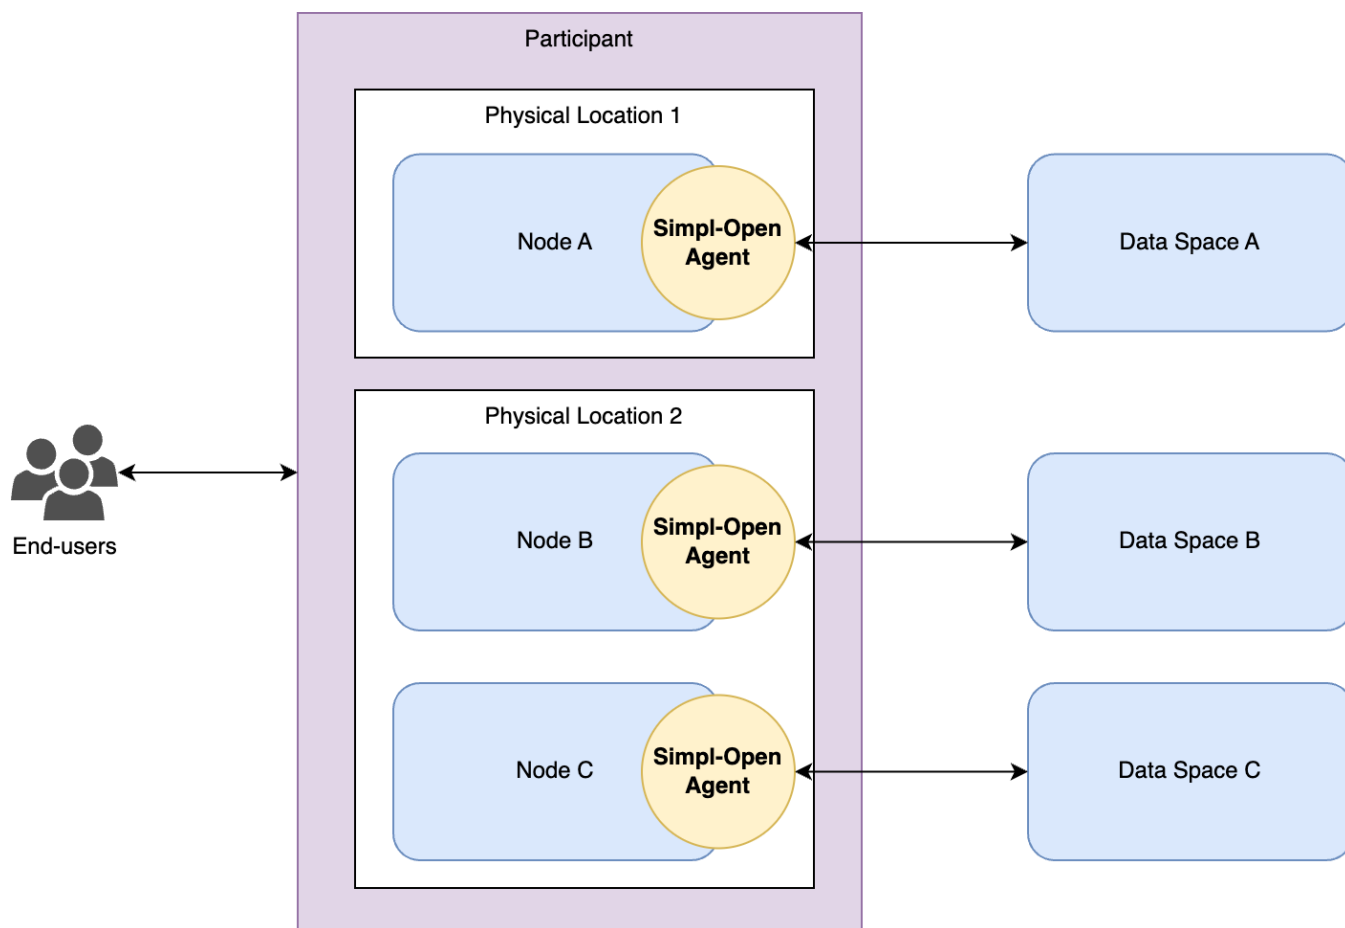 Participant
Physical Location 1
Node A
Simpl-Open
Agent
Data Space A
Physical Location 2
Node B
Simpl-Open
Agent
Data Space B
End-users
Node C
Simpl-Open
Agent
Data Space C